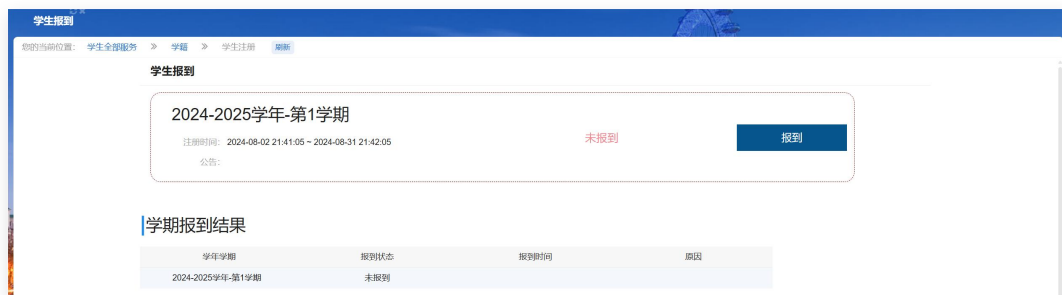 学生报到
您的当前位置： 学生全部服务 » 学籍 » 学生注册 刷新
学生报到
2024-2025学年-第1学期
注册时间： 2024-08-02 21:41:05 ~ 2024-08-31 21:42:05
未报到
报到
公告：
学期报到结果
学年学期 报到状态 报到时间 原因
2024-2025学年-第1学期 未报到